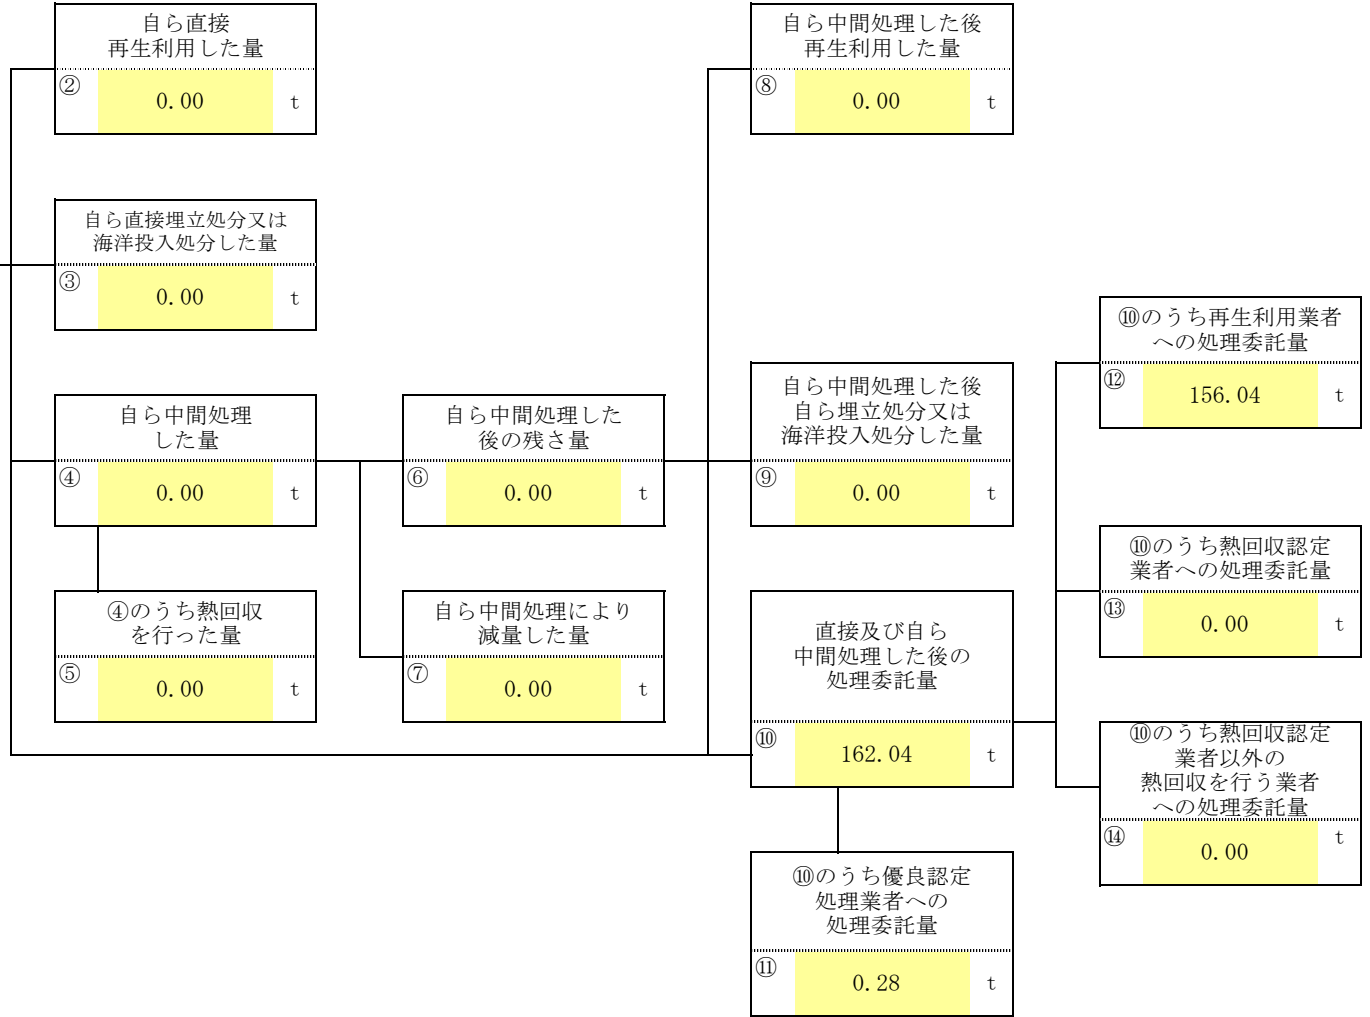 自ら直接
再生利用した量
② 0.00 t
自ら直接埋立処分又は
海洋投入処分した量
③ 0.00 t
自ら中間処理
した量
④ 0.00 t
④のうち熱回収
を行った量
⑤ 0.00 t
自ら中間処理した
後の残さ量
⑥ 0.00 t
自ら中間処理により
減量した量
⑦ 0.00 t
自ら中間処理した後
再生利用した量
⑧ 0.00 t
自ら中間処理した後
自ら埋立処分又は
海洋投入処分した量
⑨ 0.00 t
直接及び自ら
中間処理した後の
処理委託量
⑩ 162.04 t
⑩のうち優良認定
処理業者への
処理委託量
⑪ 0.28 t
⑩のうち再生利用業者
への処理委託量
⑫ 156.04 t
⑩のうち熱回収認定
業者への処理委託量
⑬ 0.00 t
⑩のうち熱回収認定
業者以外の
熱回収を行う業者
への処理委託量
⑭ 0.00 t